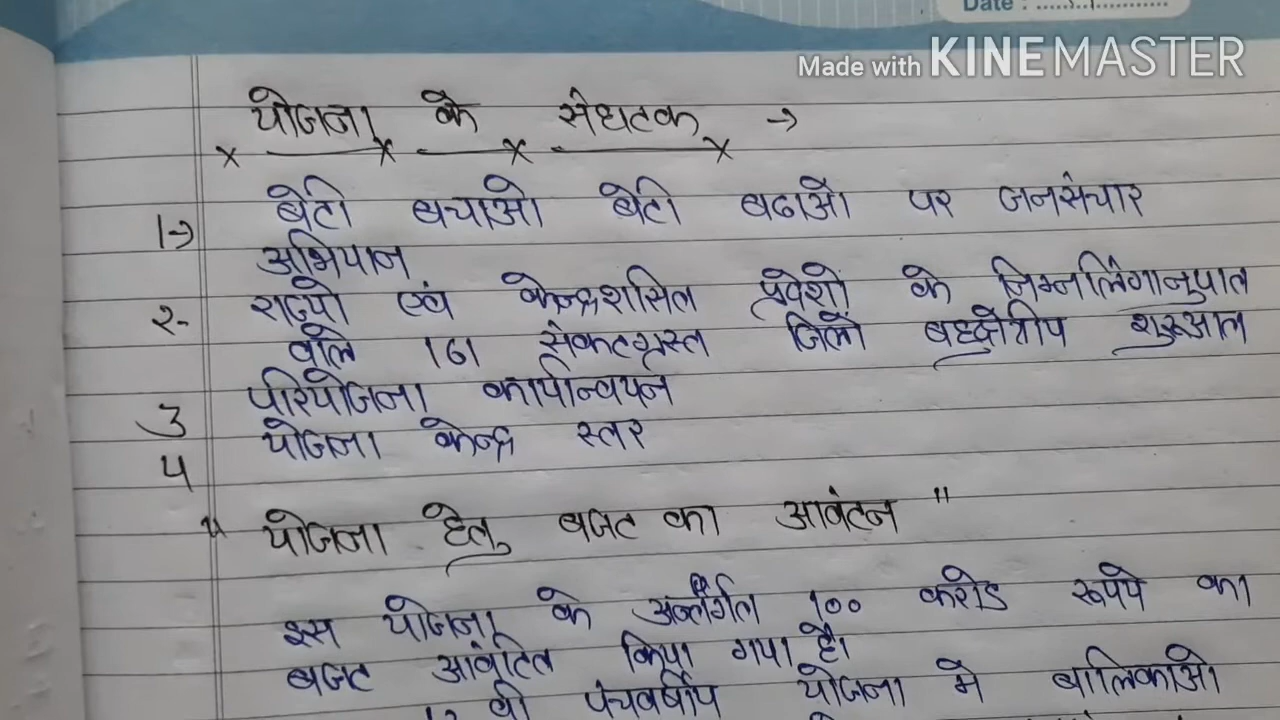 Date : ..................
Made with KINEMASTER
योजना के संघटक →
1→ बेटी बचाओ बेटी बढाओ पर जनसंचार
अभियान
2- राज्यो एवं केन्द्रशासित प्रवेशों के निम्नलिंगानुपात
वाले 161 संकटग्रस्त जिलों बहुक्षेत्रीय शुरूआत
3 परियोजना कार्यान्वयन
4 योजना केन्द्र स्तर
" योजना हेतु बजट का आवंटन "
इस योजना के अन्तर्गत १०० करोड रूपये का
बजट आवंटित किया गया है।
वी पंचवर्षीय योजना मे बालिकाओ